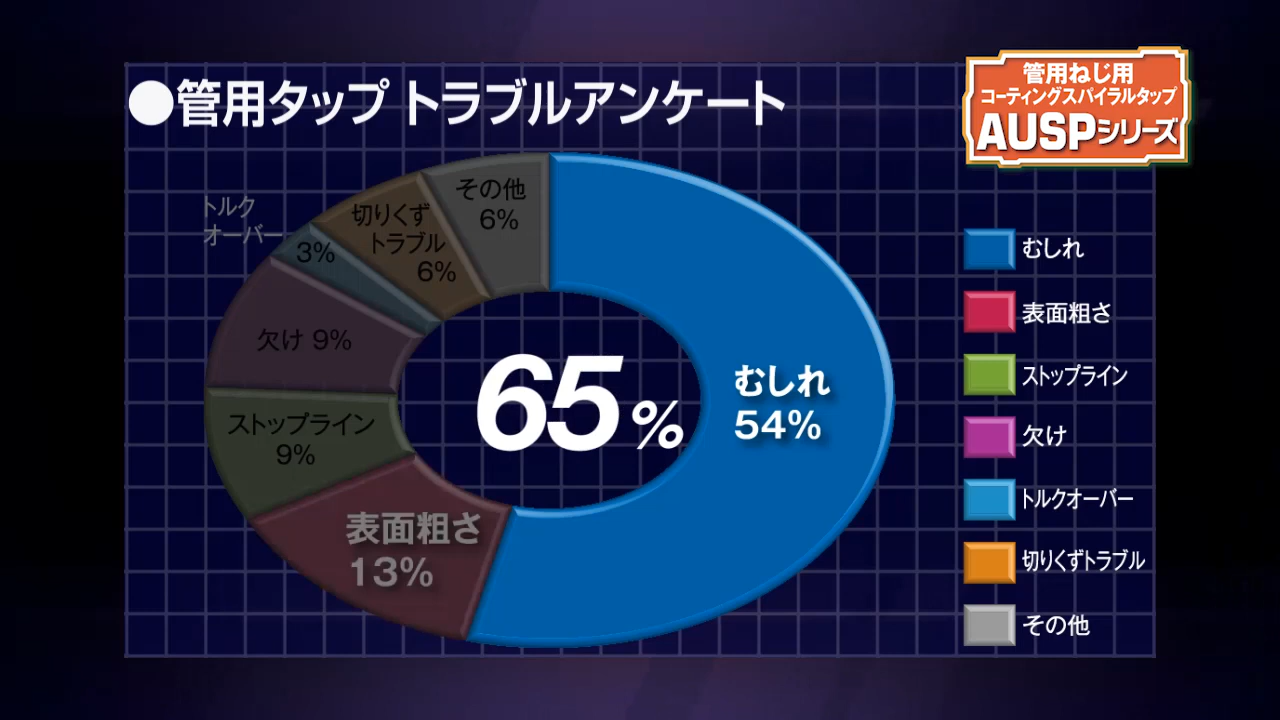 ●管用タップ トラブルアンケート
管用ねじ用
コーティングスパイラルタップ
AUSPシリーズ
その他
6%
切りくず
トラブル
6%
トルク
オーバー
3%
欠け 9%
ストップライン
9%
表面粗さ
13%
65%
むしれ
54%
むしれ
表面粗さ
ストップライン
欠け
トルクオーバー
切りくずトラブル
その他